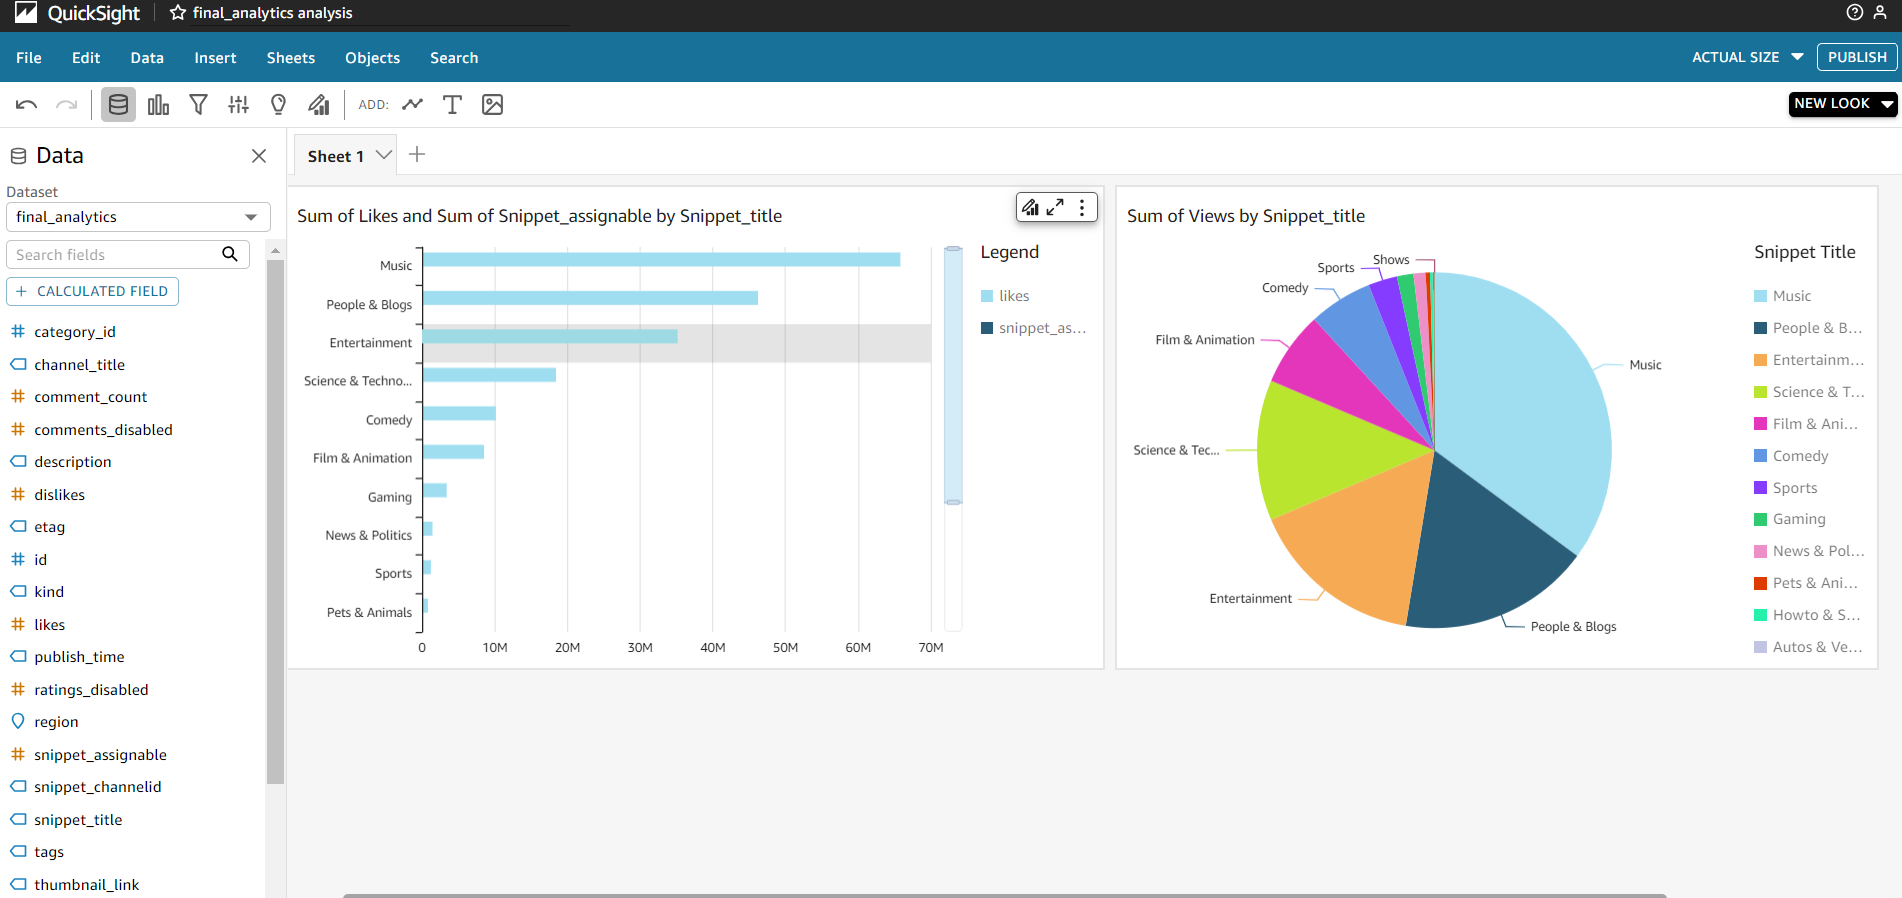 QuickSight final_analytics analysis
File Edit Data Insert Sheets Objects Search ACTUAL SIZE PUBLISH
ADD: NEW LOOK
Data
Dataset
final_analytics
Search fields
+ CALCULATED FIELD
category_id
channel_title
comment_count
comments_disabled
description
dislikes
etag
id
kind
likes
publish_time
ratings_disabled
region
snippet_assignable
snippet_channelid
snippet_title
tags
thumbnail_link
Sheet 1
Sum of Likes and Sum of Snippet_assignable by Snippet_title
Music
People & Blogs
Entertainment
Science & Techno...
Comedy
Film & Animation
Gaming
News & Politics
Sports
Pets & Animals
0 10M 20M 30M 40M 50M 60M 70M
Legend
likes
snippet_as...
Sum of Views by Snippet_title
Shows
Sports
Comedy
Film & Animation
Music
Science & Tec...
Entertainment
People & Blogs
Snippet Title
Music
People & B...
Entertainm...
Science & T...
Film & Ani...
Comedy
Sports
Gaming
News & Pol...
Pets & Ani...
Howto & S...
Autos & Ve...